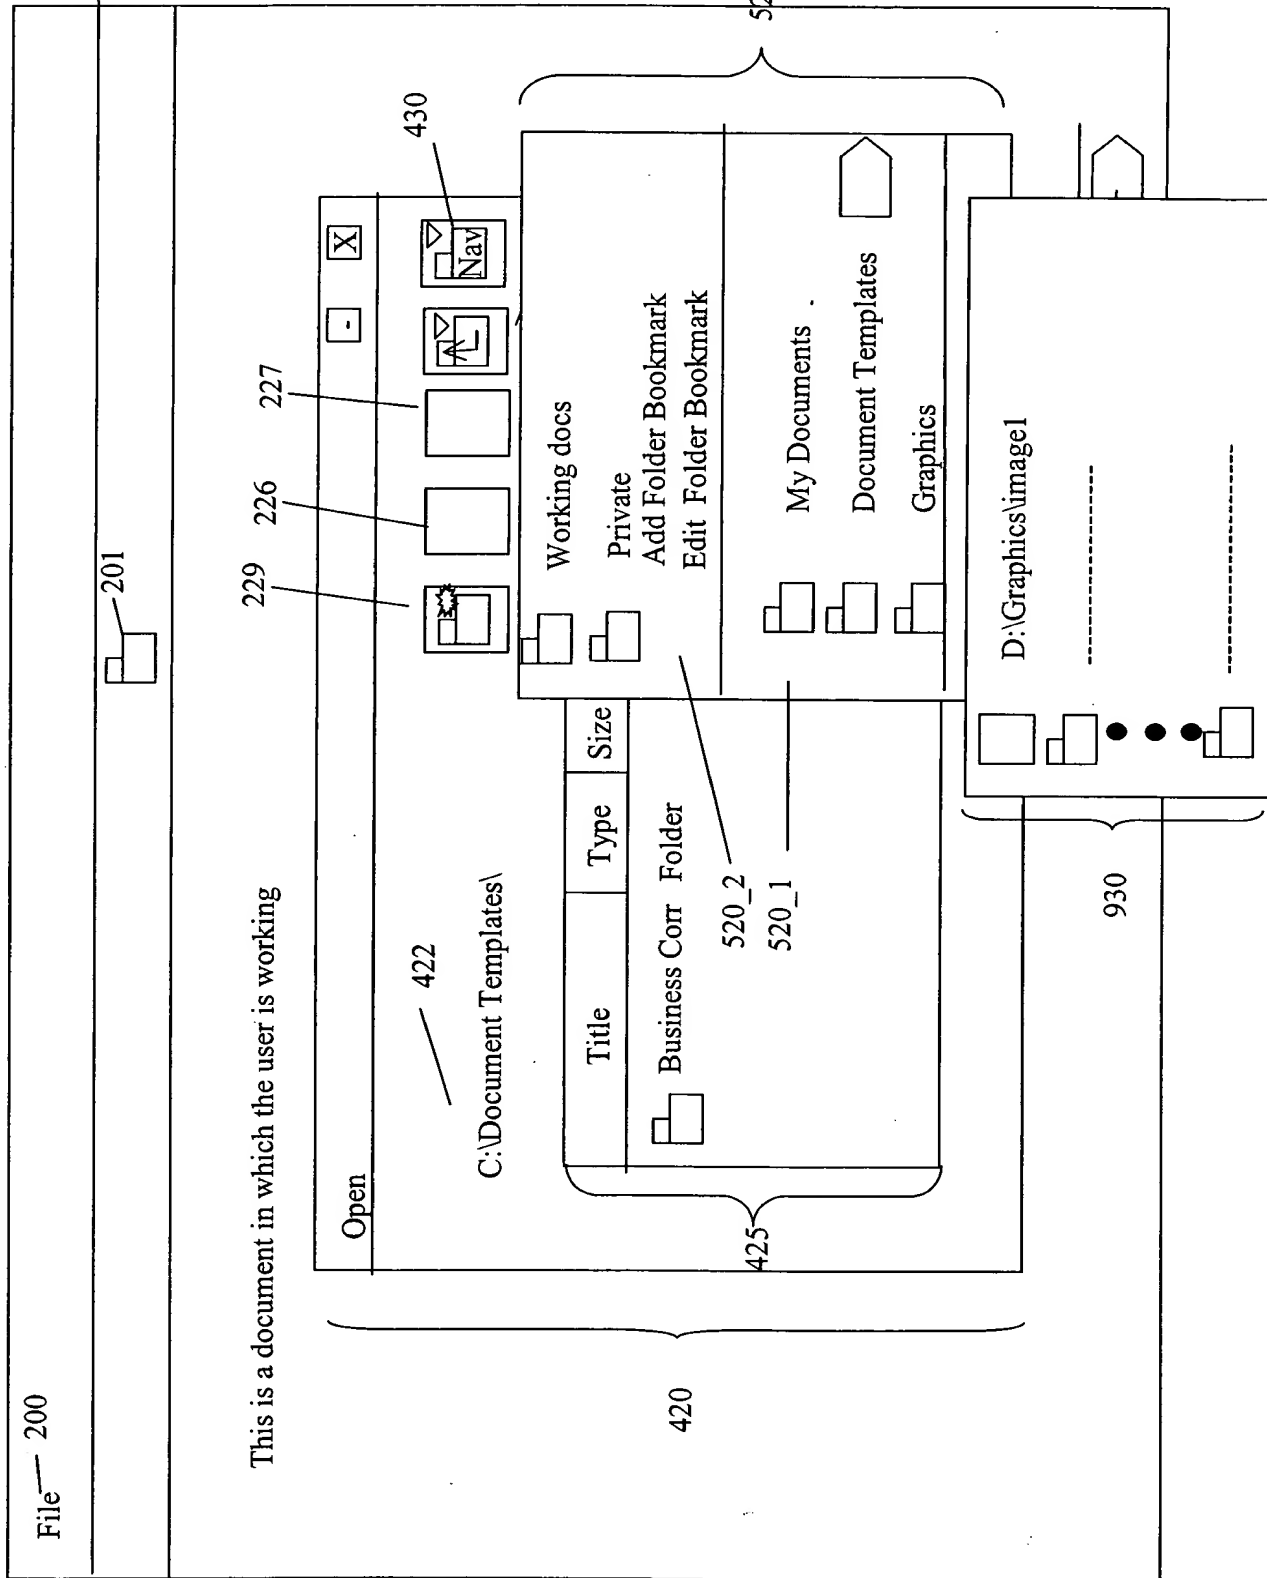 File 200
201
This is a document in which the user is working
229
226
227
Open
-
X
422
430
Nav
C:\Document Templates\
Title
Type
Size
Business Corr Folder
Working docs
Private
Add Folder Bookmark
Edit Folder Bookmark
520_2
520_1
My Documents
Document Templates
Graphics
425
420
D:\Graphics\image1
930